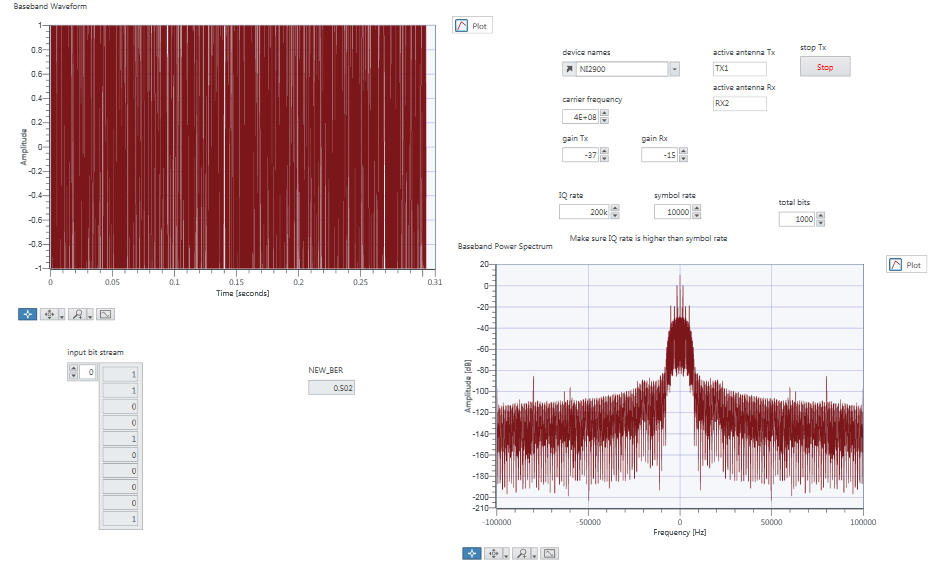 Baseband Waveform
Plot
1
0.8
0.6
0.4
0.2
0
-0.2
-0.4
-0.6
-0.8
-1
Amplitude
0
0.05
0.1
0.15
0.2
0.25
0.31
Time [seconds]
device names
NI2900
active antenna Tx
TX1
stop Tx
Stop
active antenna Rx
RX2
carrier frequency
4E+08
gain Tx
-37
gain Rx
-15
IQ rate
200k
symbol rate
10000
total bits
1000
Make sure IQ rate is higher than symbol rate
Baseband Power Spectrum
Plot
20
0
-20
-40
-60
-80
-100
-120
-140
-160
-180
-200
-210
Amplitude [dB]
-100000
-50000
0
50000
100000
Frequency [Hz]
input bit stream
0
1
1
0
0
1
0
0
0
0
1
NEW_BER
0.502